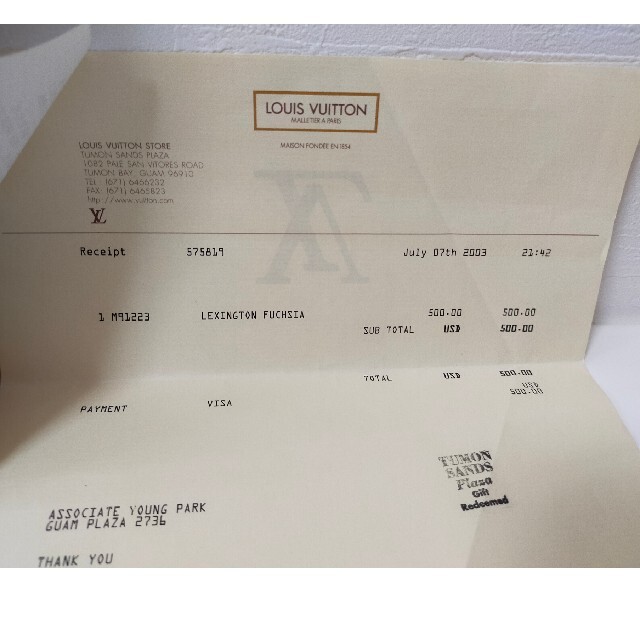 LOUIS VUITTON
MALLETIER A PARIS
MAISON FONDÉE EN 1854
LOUIS VUITTON STORE
TUMON SANDS PLAZA
1082 PALE SAN VITORES ROAD
TUMON BAY, GUAM 96910
TEL : (671) 6466232
FAX: (671) 6465823
http://www.vuitton.com
LV
Receipt 575819 July 07th 2003 21:42
1 M91223 LEXINGTON FUCHSIA 500.00 500.00
SUB TOTAL USD 500.00
TOTAL USD 500.00
PAYMENT VISA USD 500.00
TUMON
SANDS
Plaza
Gift
Redeemed
ASSOCIATE YOUNG PARK
GUAM PLAZA 2736
THANK YOU